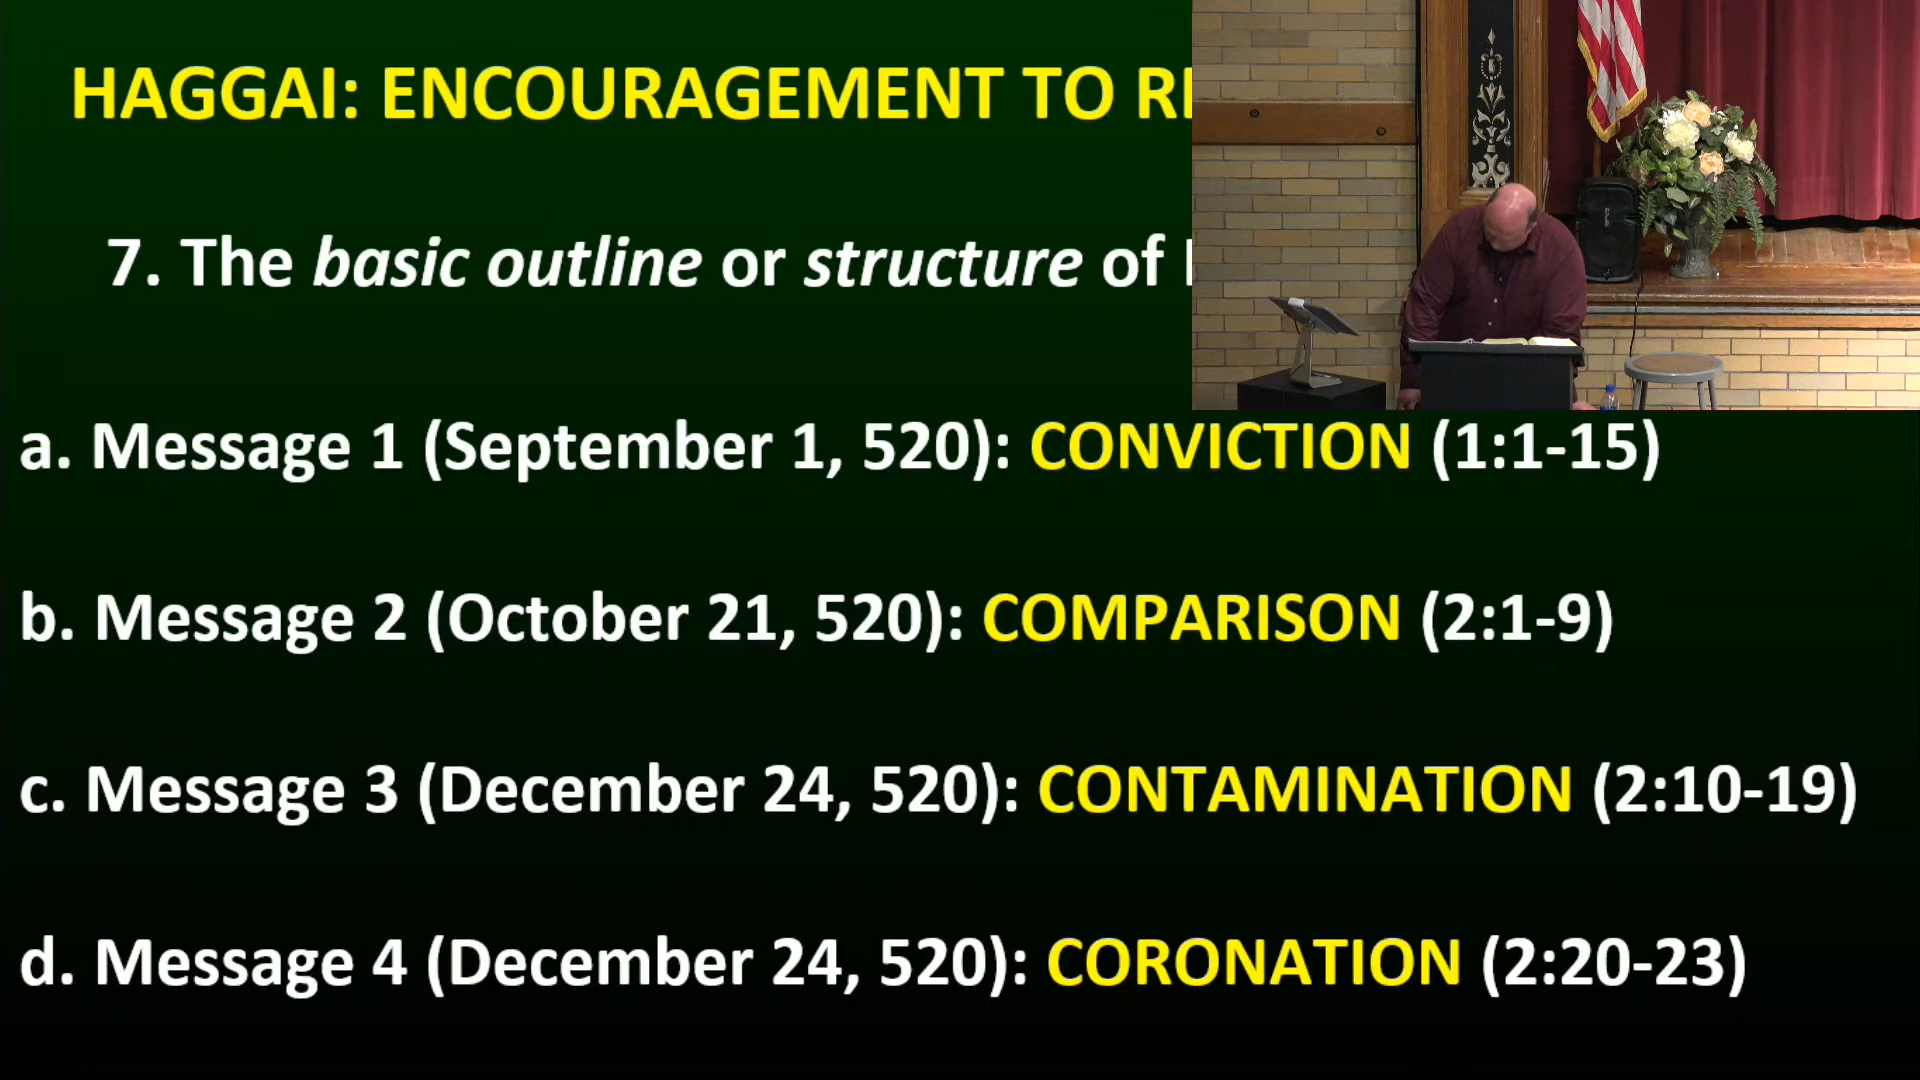 HAGGAI: ENCOURAGEMENT TO
7. The basic outline or structure of
a. Message 1 (September 1, 520): CONVICTION (1:1-15)
b. Message 2 (October 21, 520): COMPARISON (2:1-9)
c. Message 3 (December 24, 520): CONTAMINATION (2:10-19)
d. Message 4 (December 24, 520): CORONATION (2:20-23)